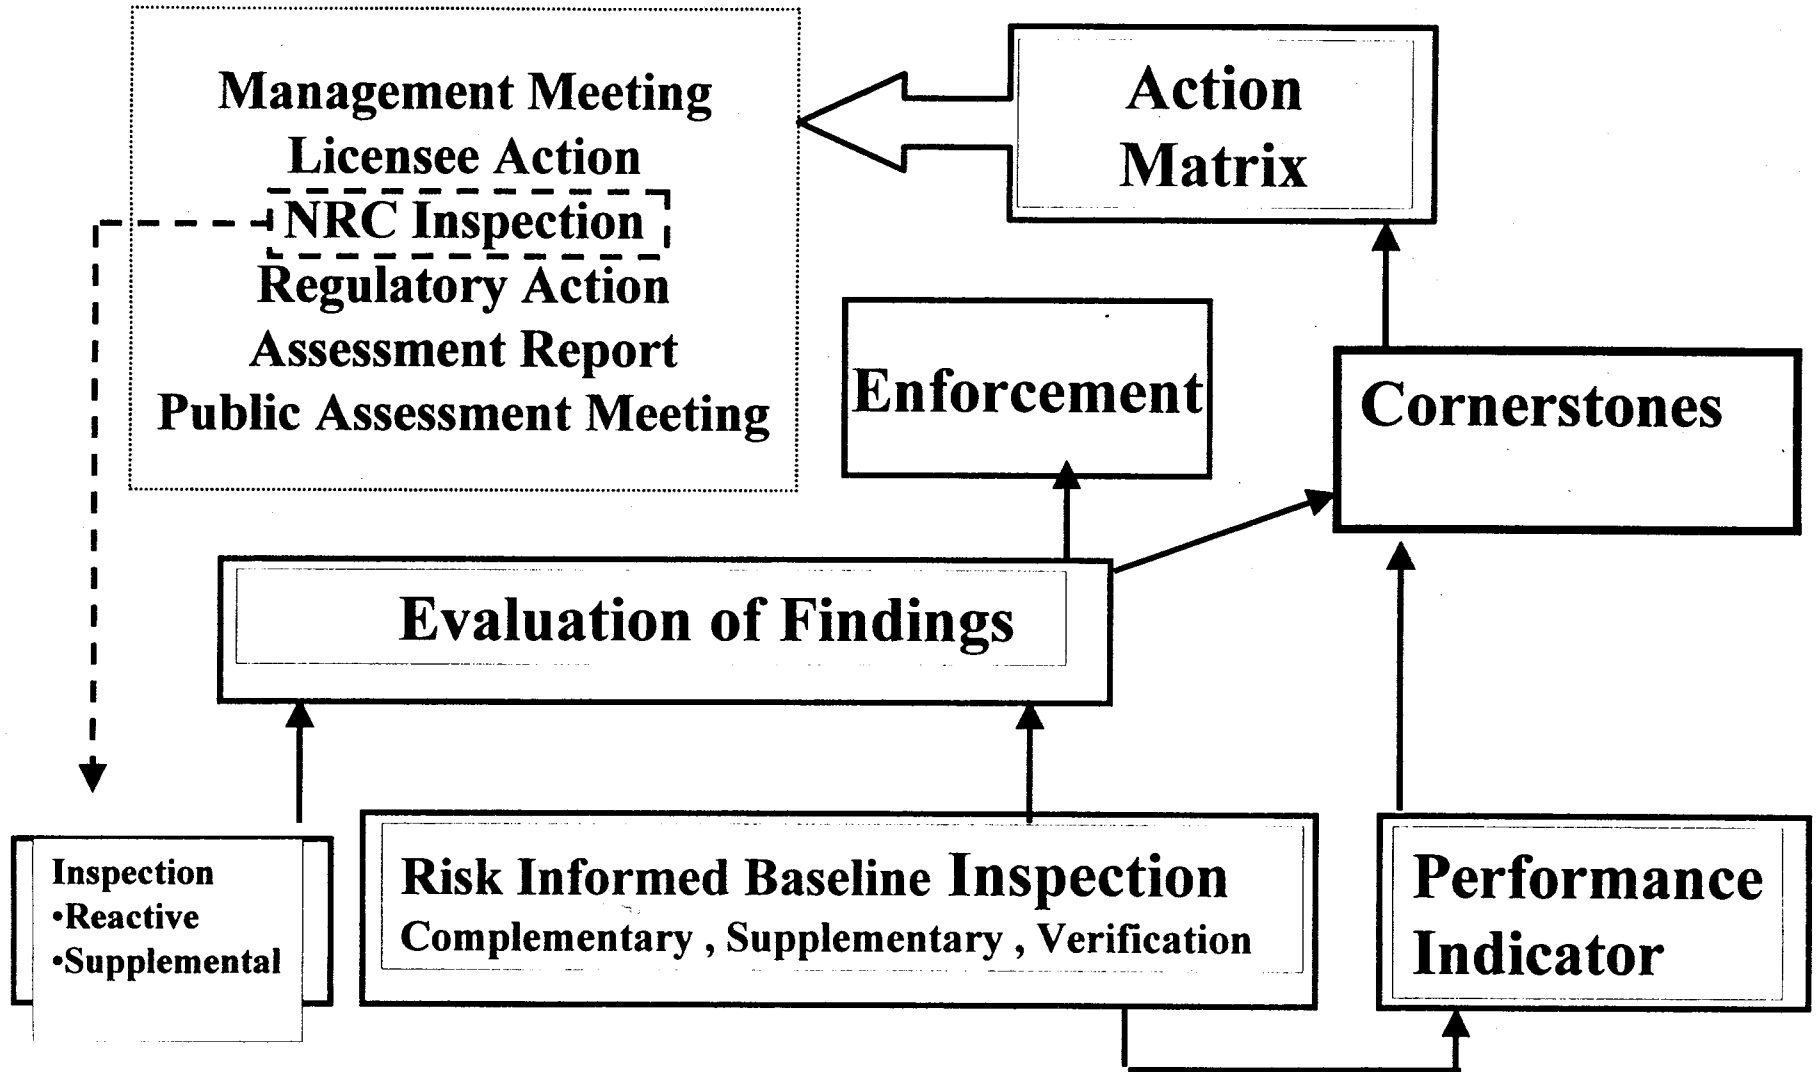 Management Meeting
Licensee Action
NRC Inspection
Regulatory Action
Assessment Report
Public Assessment Meeting
Action
Matrix
Enforcement
Cornerstones
Evaluation of Findings
Inspection
•Reactive
•Supplemental
Risk Informed Baseline Inspection
Complementary , Supplementary , Verification
Performance
Indicator